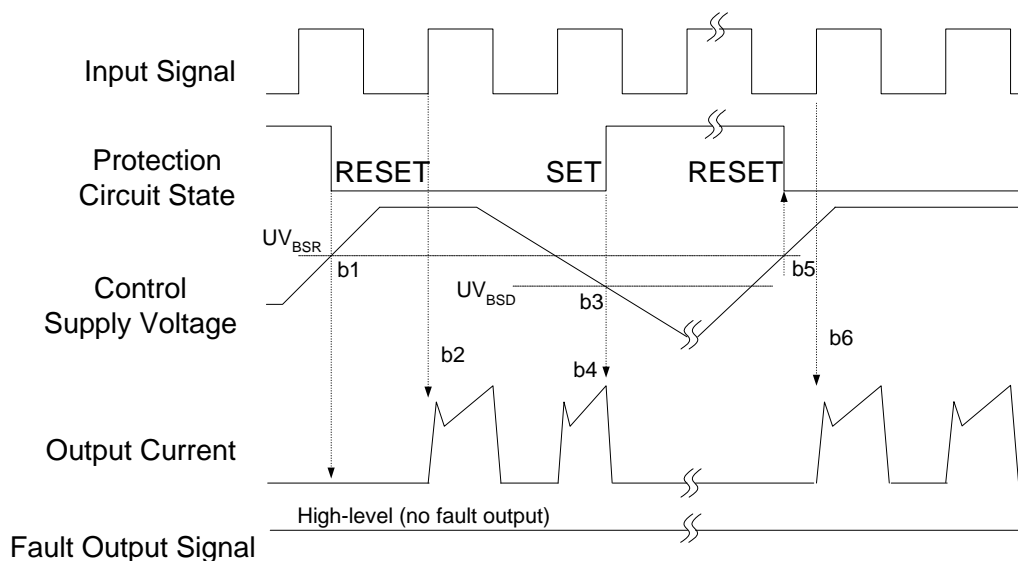 Input Signal
Protection
Circuit State
RESET
SET
RESET
UV_BSR
b1
b5
Control
Supply Voltage
UV_BSD
b3
b2
b4
b6
Output Current
High-level (no fault output)
Fault Output Signal